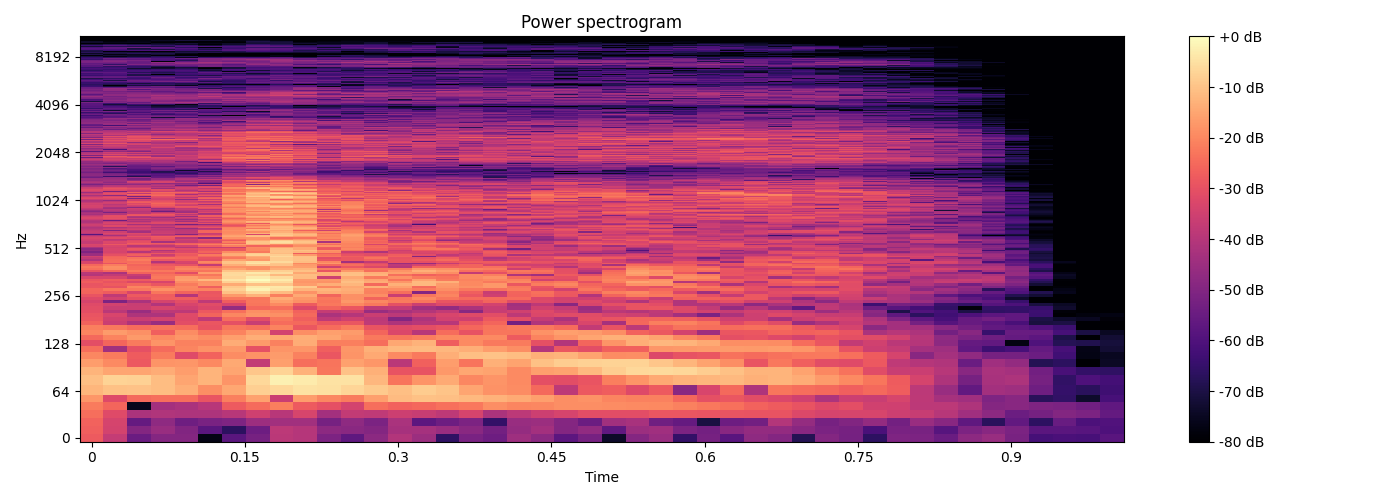 Power spectrogram
Hz
8192
4096
2048
1024
512
256
128
64
0
0
0.15
0.3
0.45
0.6
0.75
0.9
Time
+0 dB
-10 dB
-20 dB
-30 dB
-40 dB
-50 dB
-60 dB
-70 dB
-80 dB